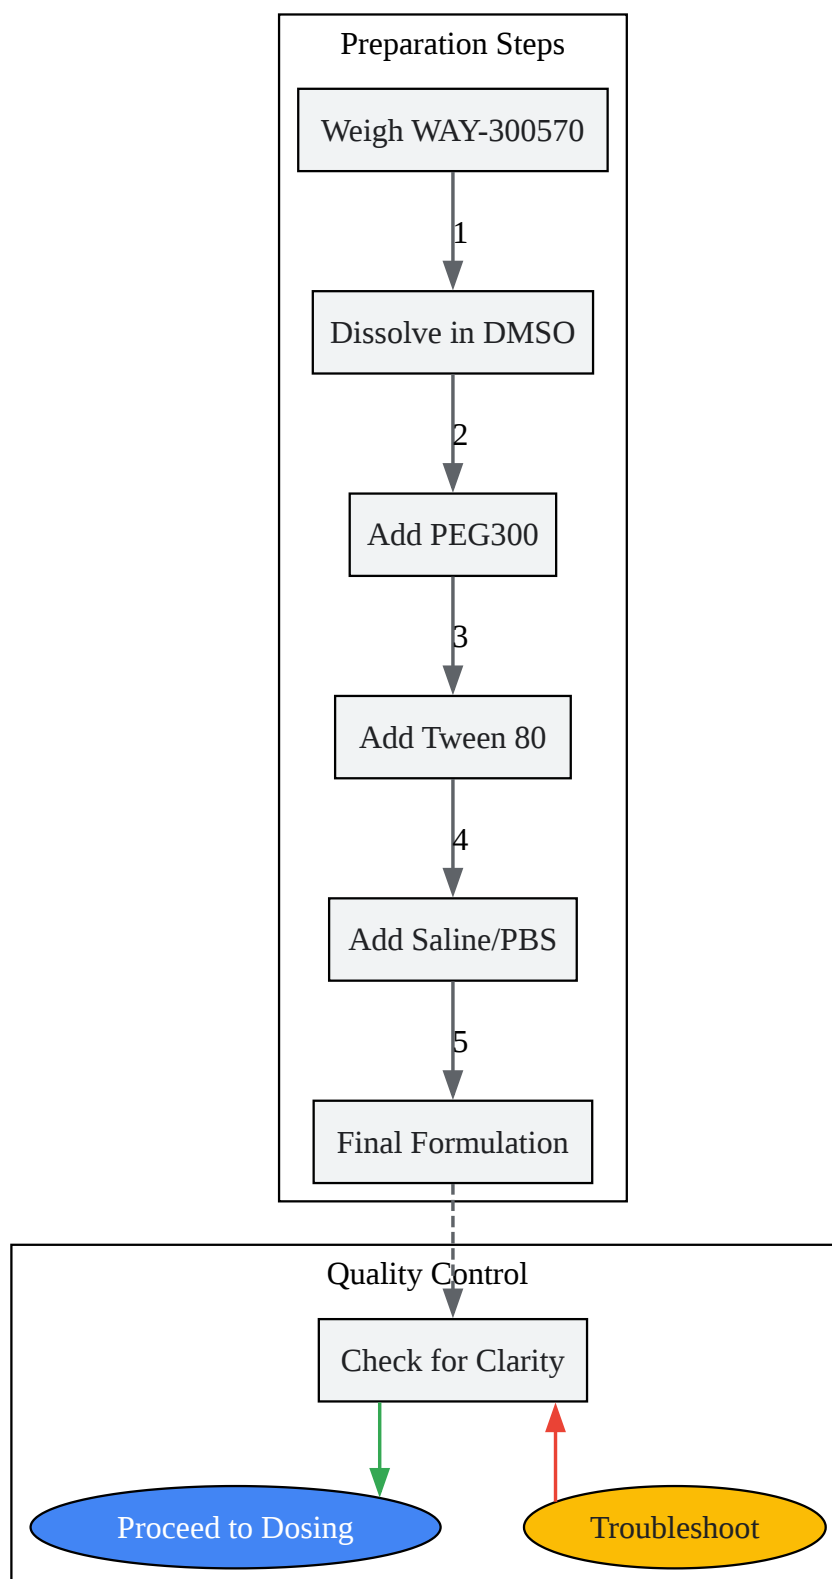 Preparation Steps
Weigh WAY-300570
1
Dissolve in DMSO
2
Add PEG300
3
Add Tween 80
4
Add Saline/PBS
5
Final Formulation
Quality Control
Check for Clarity
Proceed to Dosing
Troubleshoot